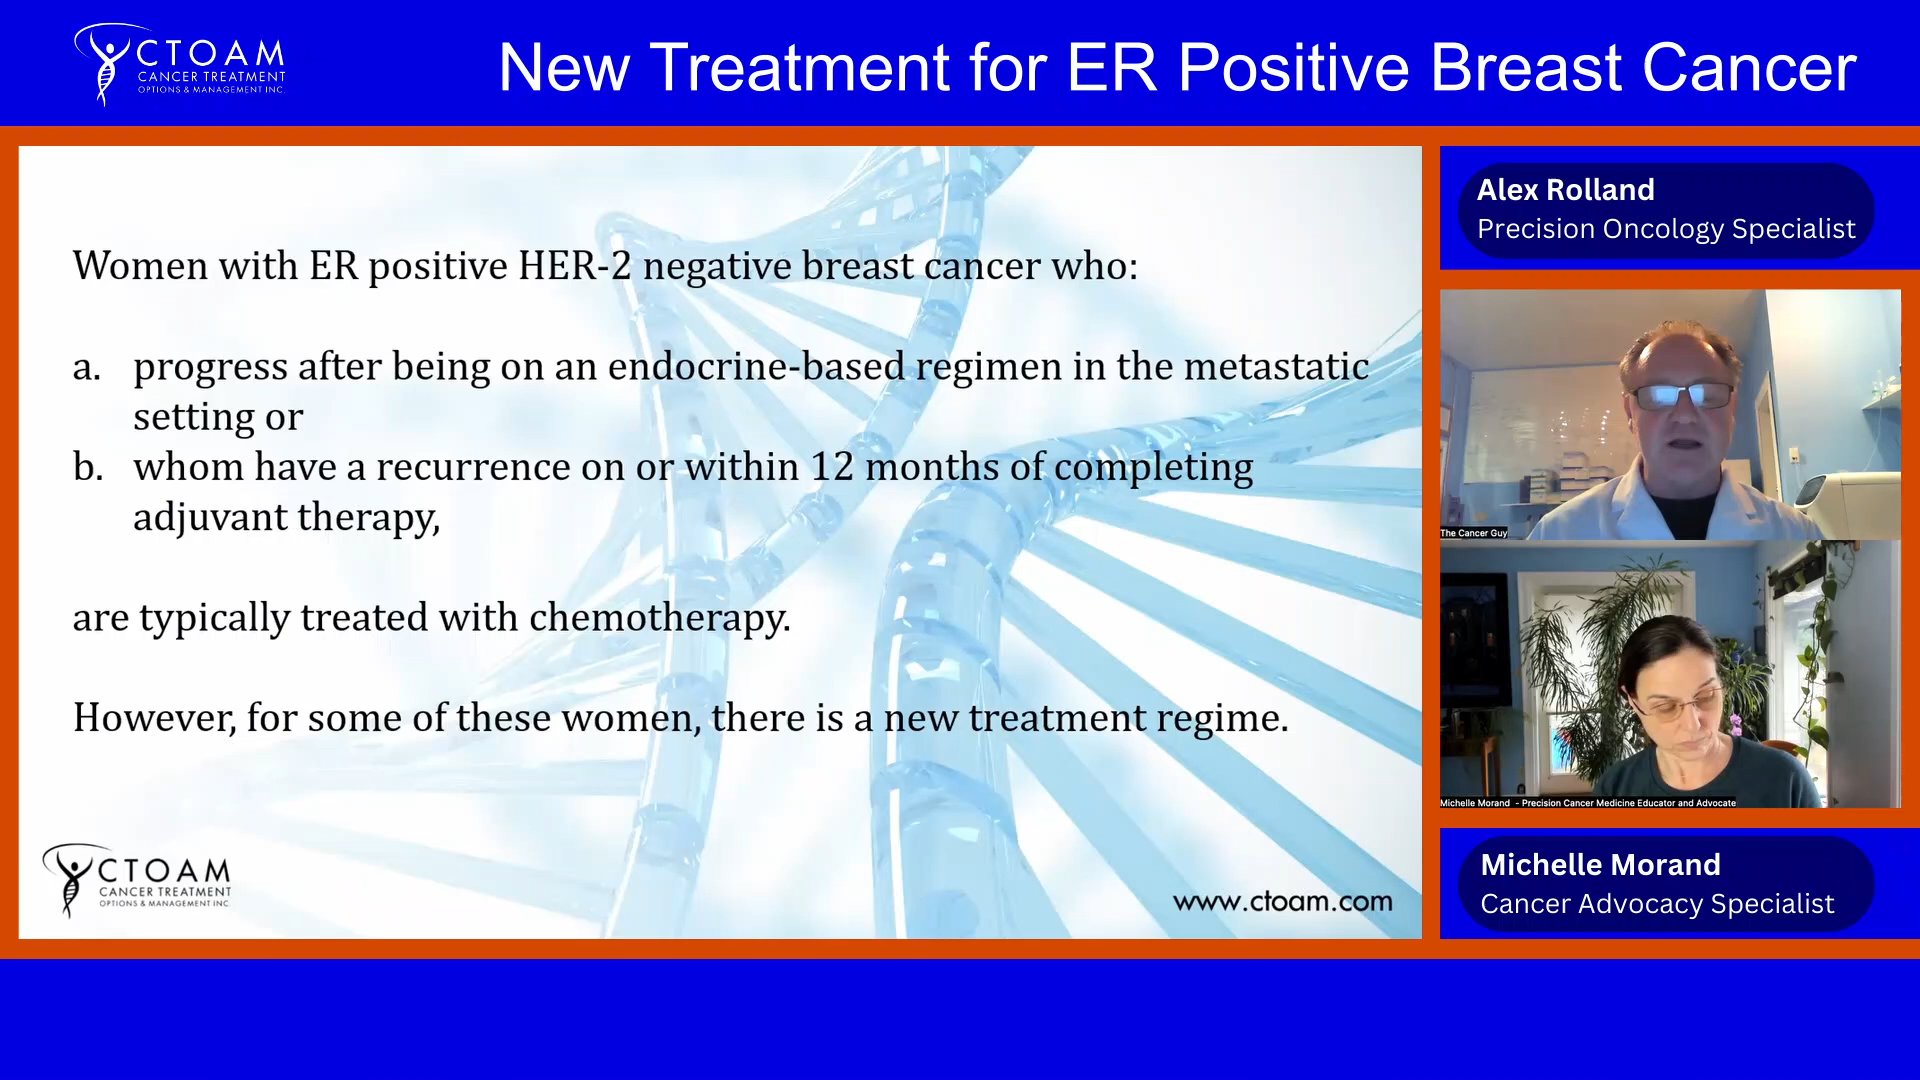 CTOAM
CANCER TREATMENT
OPTIONS & MANAGEMENT INC.
New Treatment for ER Positive Breast Cancer
Women with ER positive HER-2 negative breast cancer who:
a. progress after being on an endocrine-based regimen in the metastatic
setting or
b. whom have a recurrence on or within 12 months of completing
adjuvant therapy,
are typically treated with chemotherapy.
However, for some of these women, there is a new treatment regime.
CTOAM
CANCER TREATMENT
OPTIONS & MANAGEMENT INC.
www.ctoam.com
Alex Rolland
Precision Oncology Specialist
The Cancer Guy
Michelle Morand - Precision Cancer Medicine Educator and Advocate
Michelle Morand
Cancer Advocacy Specialist